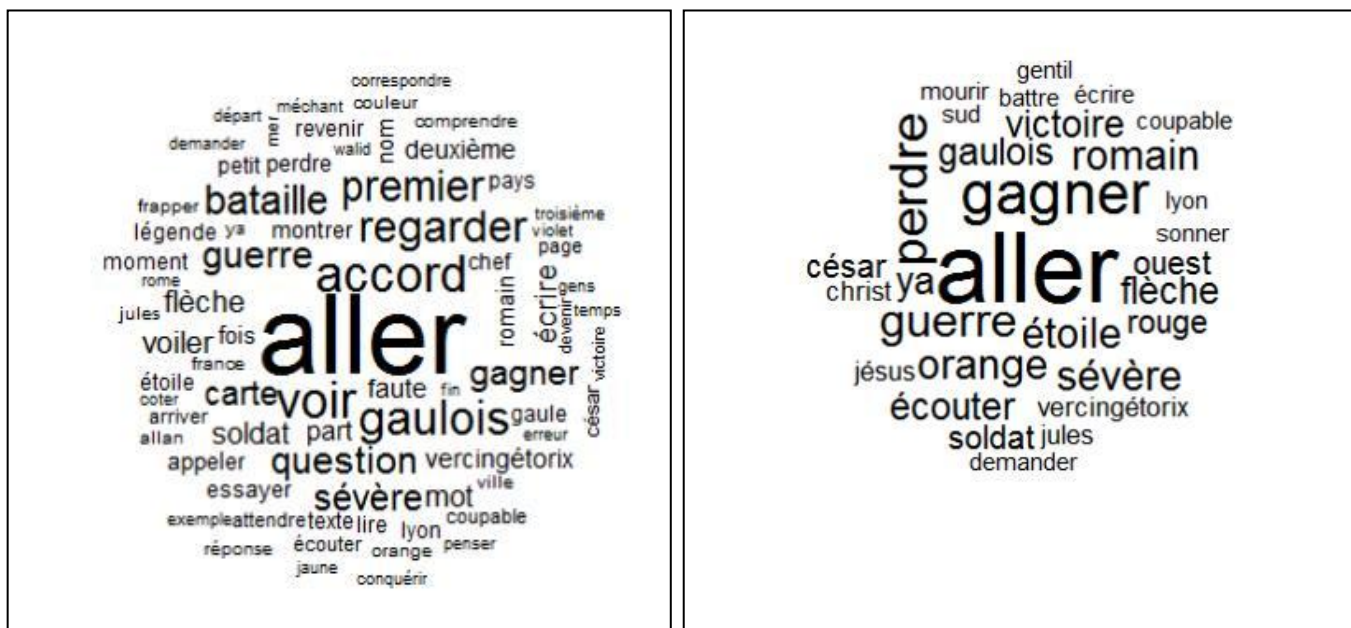 correspondre
départ méchant couleur
demander mer revenir nom comprendre
petit perdre walid deuxième
frapper bataille premier pays
légende ya montrer regarder troisième
violet
moment guerre accord chef page
rome
jules flèche romain écrire gens
voiler fois aller devenir temps
france victoire
étoile carte voir faute fin gagner césar
coter
arriver soldat part gaulois gaule
allan erreur
appeler question vercingétorix
essayer sévère mot ville
exemple attendre texte lire lyon coupable
réponse écouter orange penser
jaune conquérir
gentil
mourir battre écrire
sud victoire coupable
perdre gaulois romain
gagner lyon
sonner
césar ya aller ouest
christ flèche
guerre étoile rouge
jésus orange sévère
écouter vercingétorix
soldat jules
demander